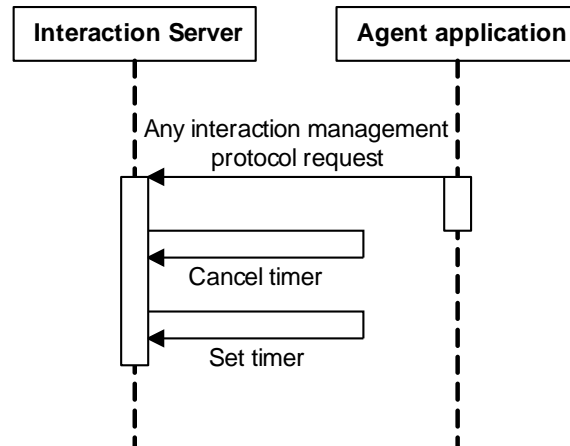 Interaction Server
Agent application
Any interaction management
protocol request
Cancel timer
Set timer